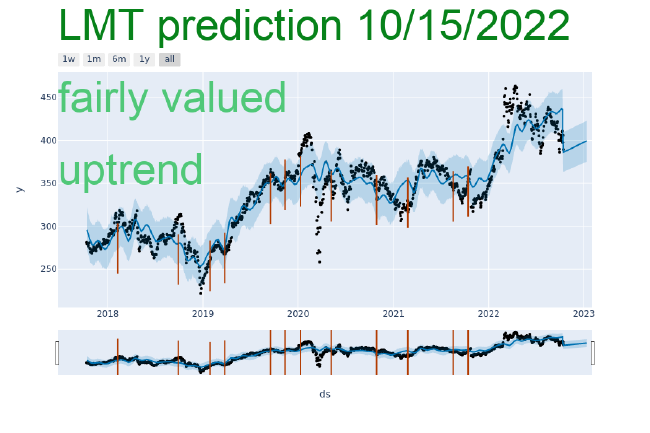 LMT prediction 10/15/2022
1w 1m 6m 1y all
fairly valued
uptrend
450
400
350
300
250
y
2018 2019 2020 2021 2022 2023
ds